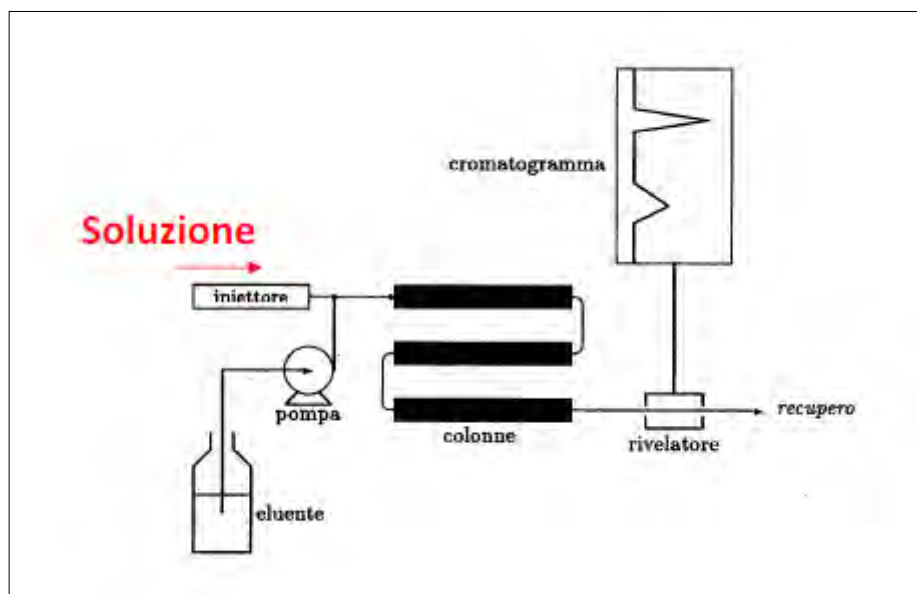 cromatogramma
Soluzione
iniettore
pompa
colonne
rivelatore
recupero
eluente